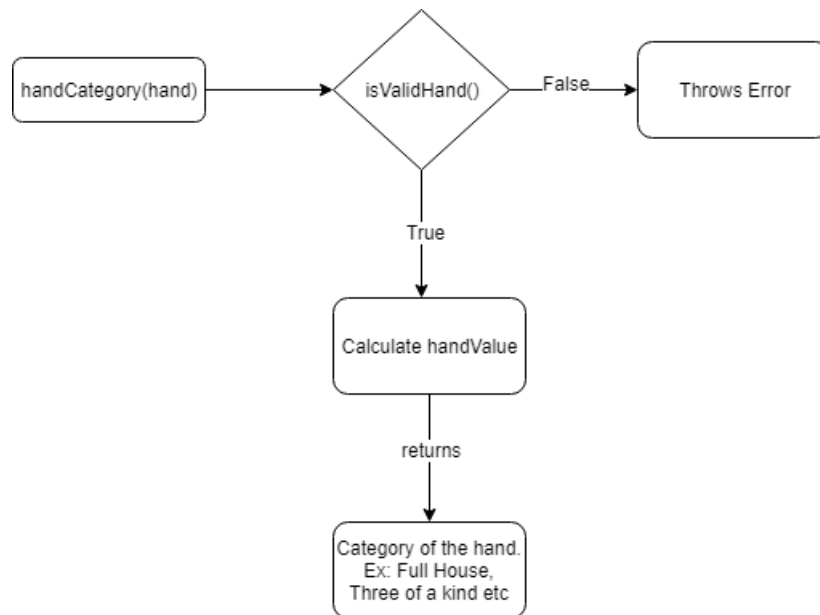 handCategory(hand)
isValidHand()
False
Throws Error
True
Calculate handValue
returns
Category of the hand.
Ex: Full House,
Three of a kind etc